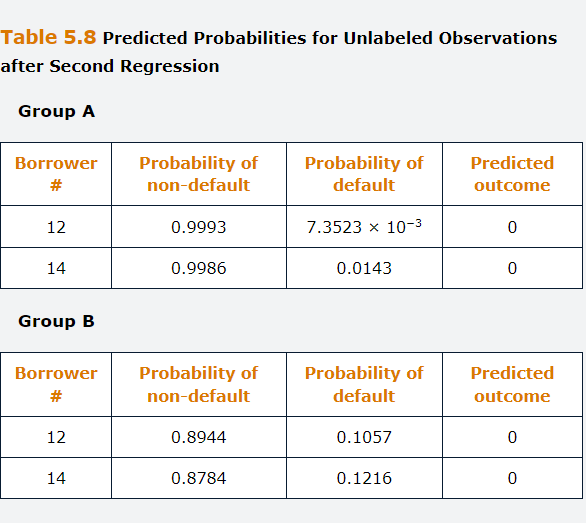 Table 5.8 Predicted Probabilities for Unlabeled Observations
after Second Regression
Group A
Borrower # Probability of non-default Probability of default Predicted outcome
12 0.9993 7.3523 × 10⁻³ 0
14 0.9986 0.0143 0
Group B
Borrower # Probability of non-default Probability of default Predicted outcome
12 0.8944 0.1057 0
14 0.8784 0.1216 0